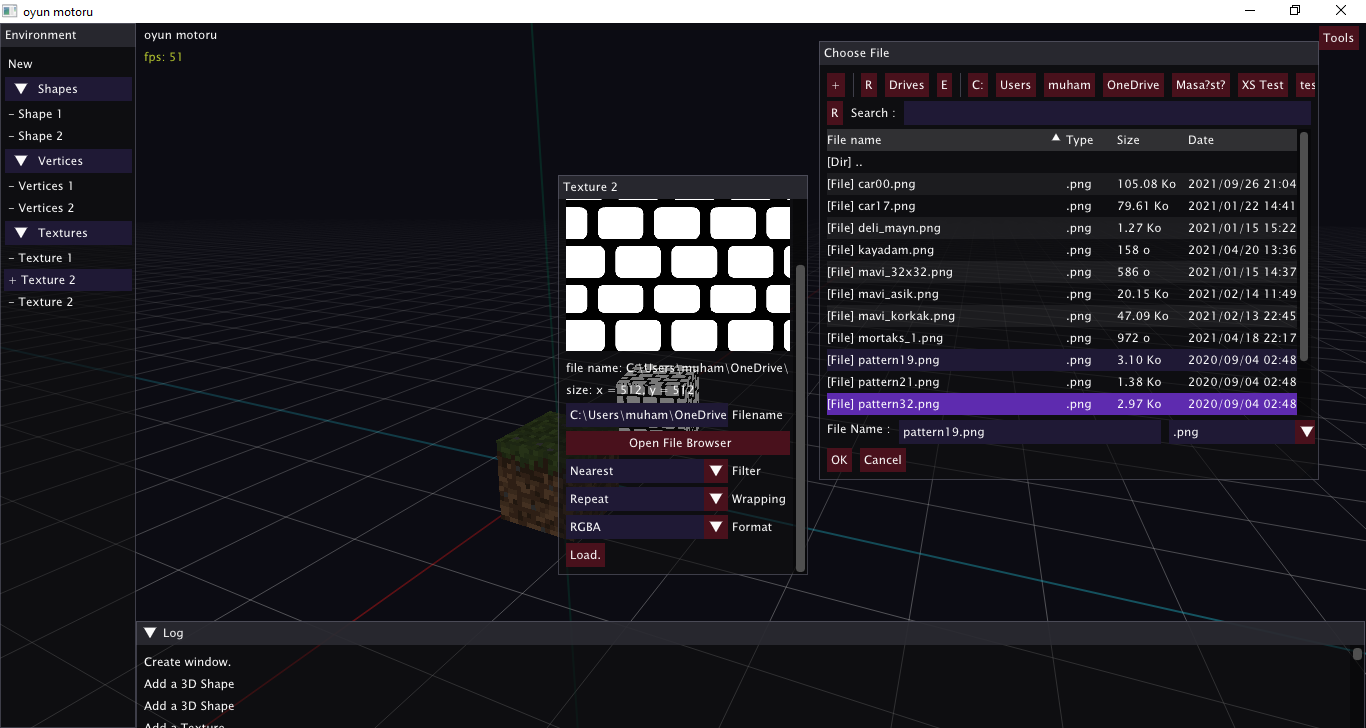 oyun motoru
Environment
New
Shapes
- Shape 1
- Shape 2
Vertices
- Vertices 1
- Vertices 2
Textures
- Texture 1
+ Texture 2
- Texture 2
oyun motoru
fps: 51
Texture 2
file name: C:\Users\muham\OneDrive\
size: x = 512, y = 512
C:\Users\muham\OneDrive Filename
Open File Browser
Nearest Filter
Repeat Wrapping
RGBA Format
Load.
Tools
Choose File
+ R Drives E C: Users muham OneDrive Masa?st? XS Test tes
R Search :
File name Type Size Date
[Dir] ..
[File] car00.png .png 105.08 Ko 2021/09/26 21:04
[File] car17.png .png 79.61 Ko 2021/01/22 14:41
[File] deli_mayn.png .png 1.27 Ko 2021/01/15 15:22
[File] kayadam.png .png 158 o 2021/04/20 13:36
[File] mavi_32x32.png .png 586 o 2021/01/15 14:37
[File] mavi_asik.png .png 20.15 Ko 2021/02/14 11:49
[File] mavi_korkak.png .png 47.09 Ko 2021/02/13 22:45
[File] mortaks_1.png .png 972 o 2021/04/18 22:17
[File] pattern19.png .png 3.10 Ko 2020/09/04 02:48
[File] pattern21.png .png 1.38 Ko 2020/09/04 02:48
[File] pattern32.png .png 2.97 Ko 2020/09/04 02:48
File Name : pattern19.png .png
OK Cancel
Log
Create window.
Add a 3D Shape
Add a 3D Shape
Add a Texture